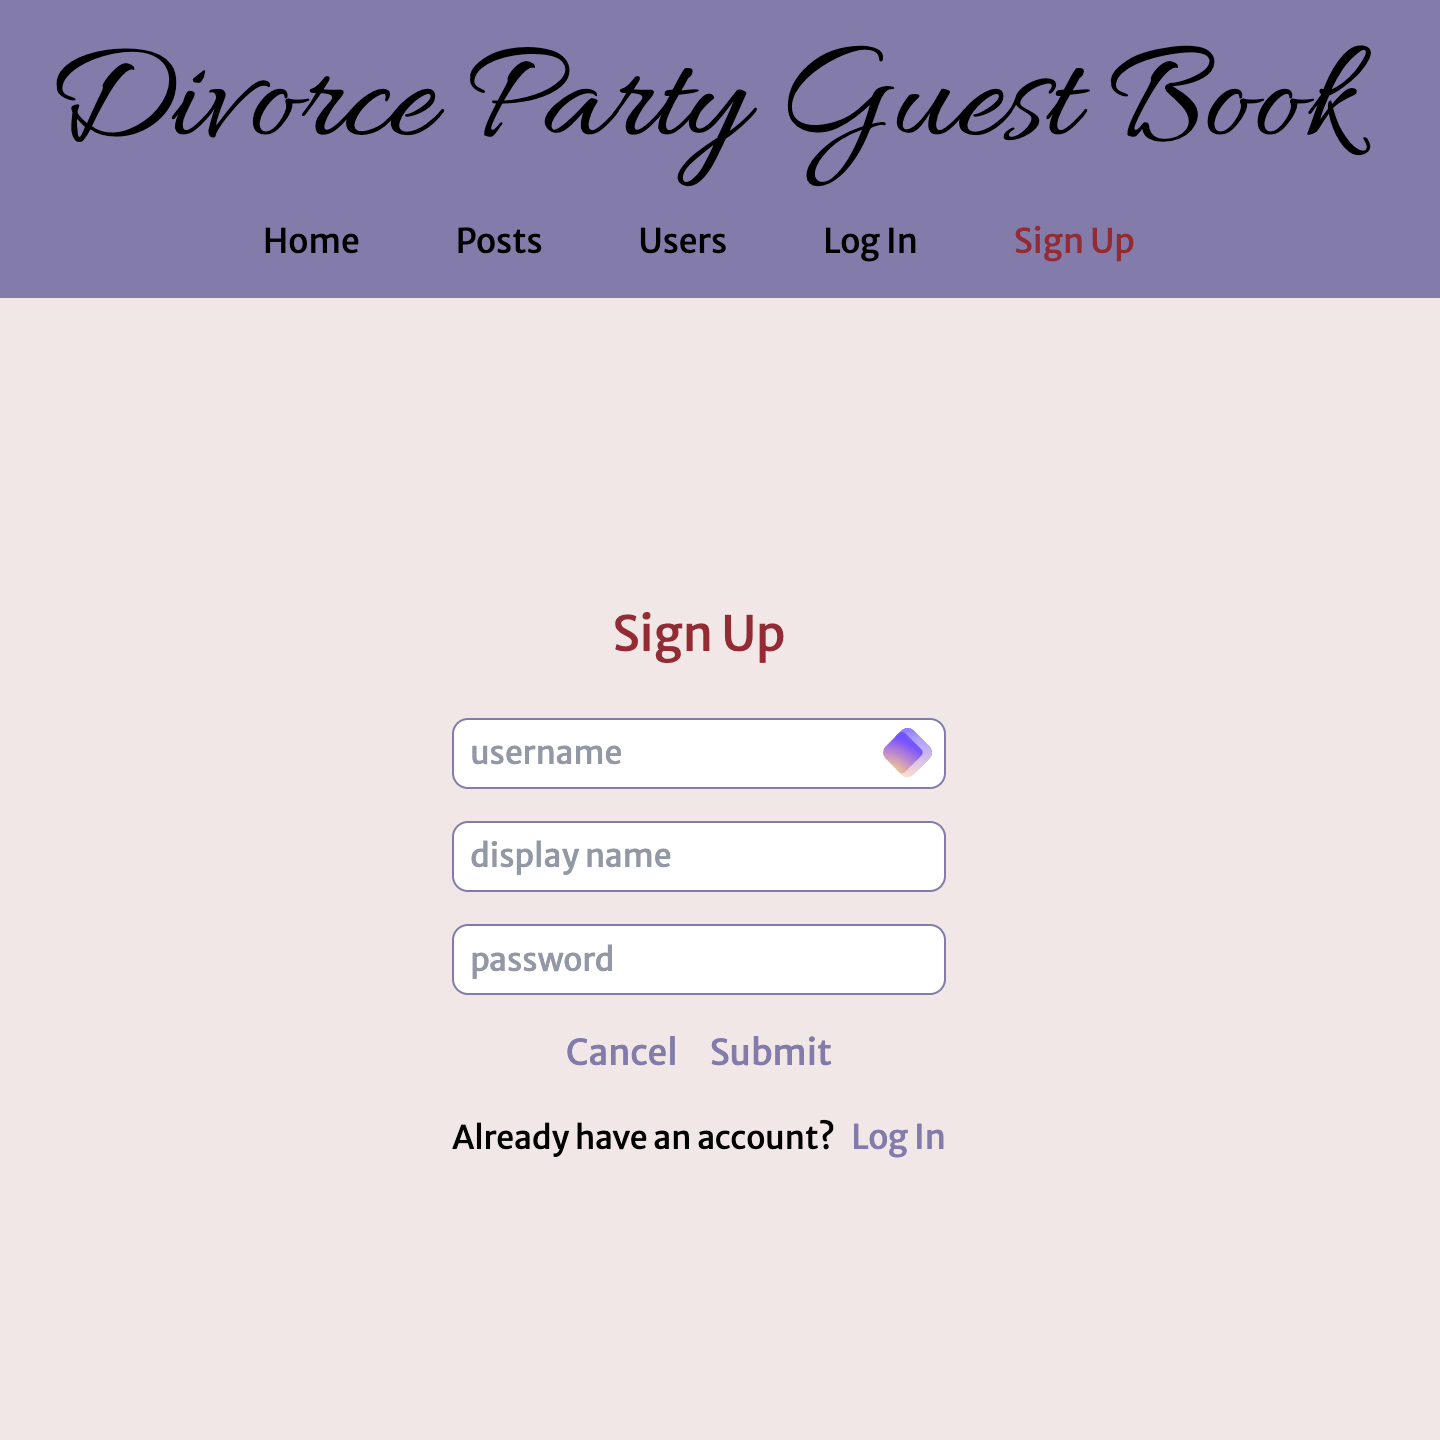 Divorce Party Guest Book
Home Posts Users Log In Sign Up
Sign Up
username
display name
password
Cancel Submit
Already have an account? Log In